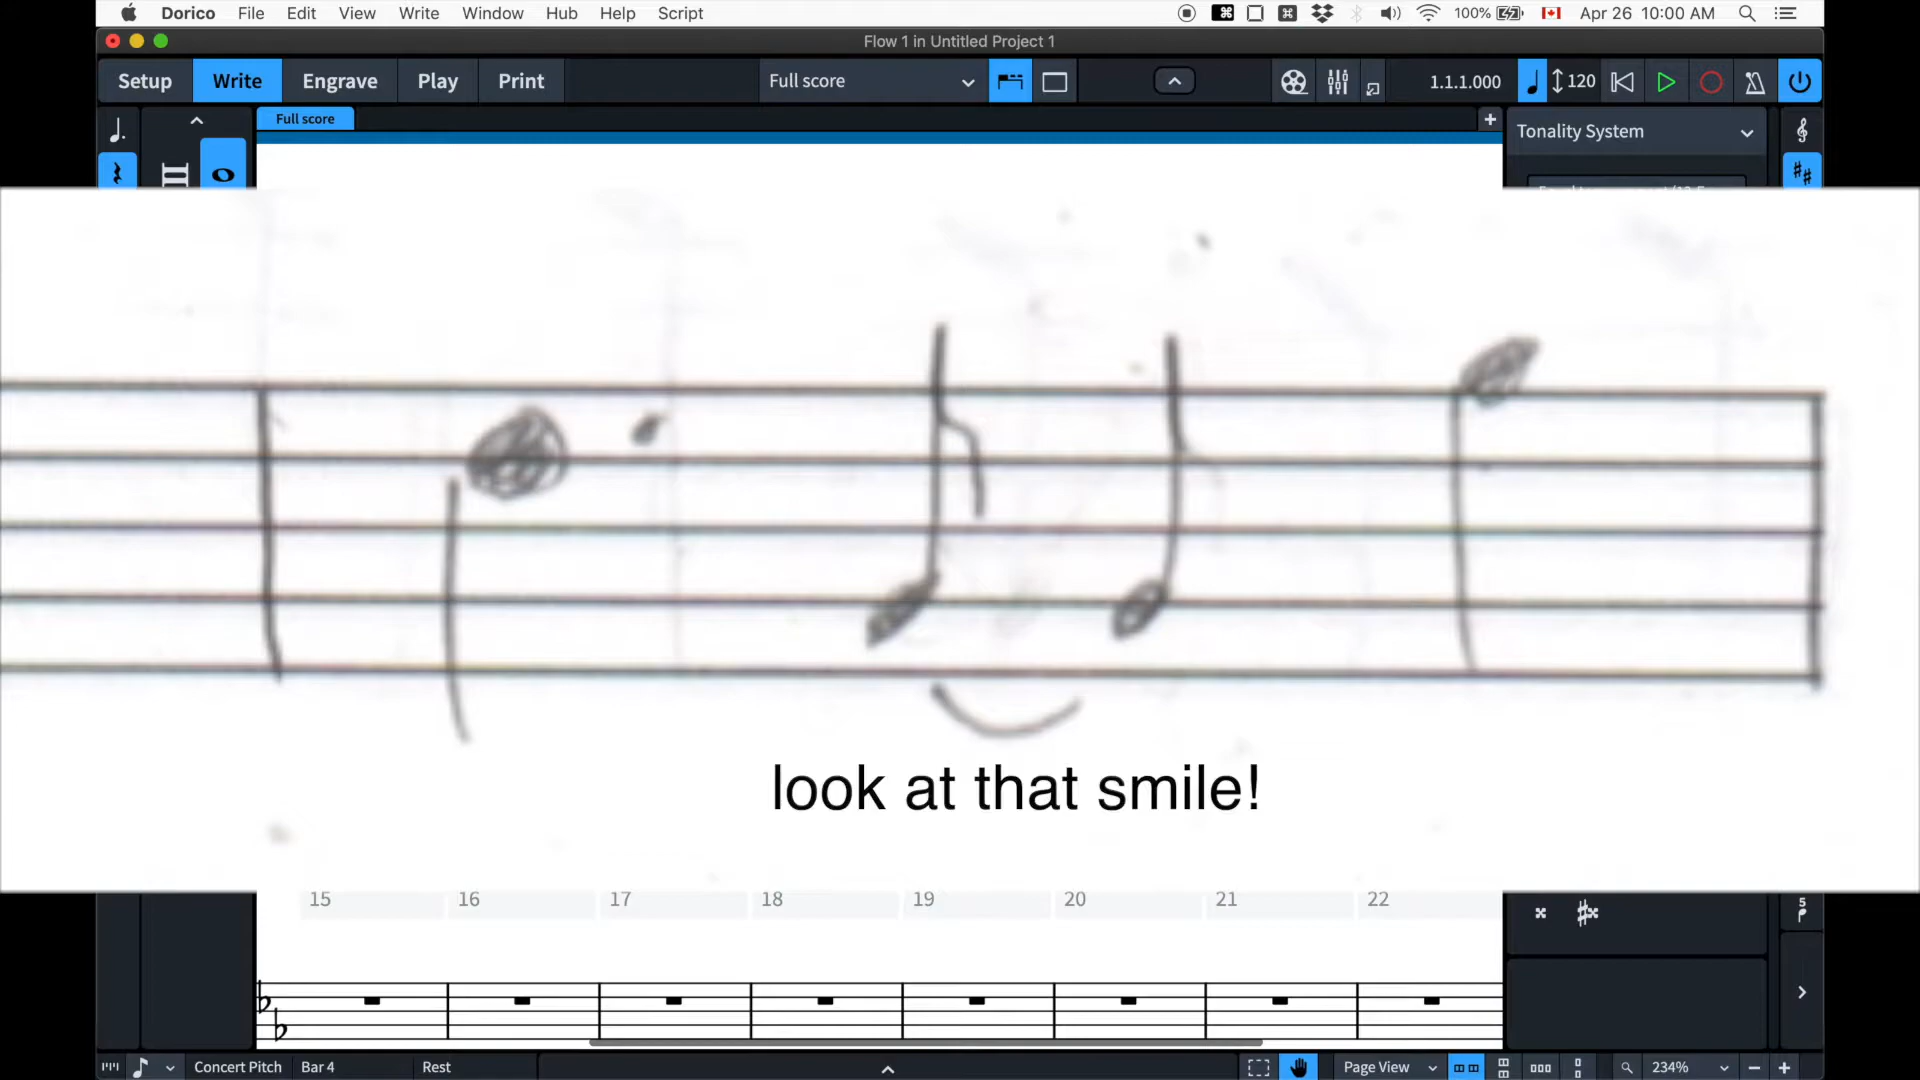 Dorico File Edit View Write Window Hub Help Script 100% Apr 26 10:00 AM
Flow 1 in Untitled Project 1
Setup Write Engrave Play Print Full score 1.1.1.000 120
Full score Tonality System
look at that smile!
15 16 17 18 19 20 21 22
5
Concert Pitch Bar 4 Rest Page View 234%